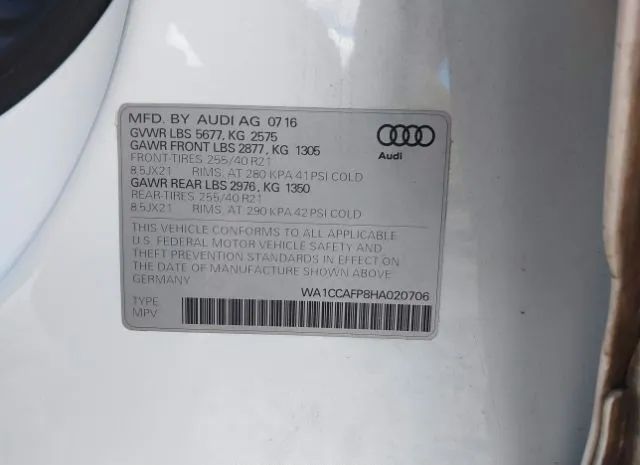 MFD. BY AUDI AG 07 16
GVWR LBS 5677, KG 2575
GAWR FRONT LBS 2877, KG 1305
FRONT-TIRES 255/40 R21
8.5JX21 RIMS, AT 280 KPA 41 PSI COLD
GAWR REAR LBS 2976, KG 1350
REAR-TIRES 255/40 R21
8.5JX21 RIMS, AT 290 KPA 42 PSI COLD
Audi
THIS VEHICLE CONFORMS TO ALL APPLICABLE
U.S. FEDERAL MOTOR VEHICLE SAFETY AND
THEFT PREVENTION STANDARDS IN EFFECT ON
THE DATE OF MANUFACTURE SHOWN ABOVE.
GERMANY
WA1CCAFP8HA020706
TYPE
MPV